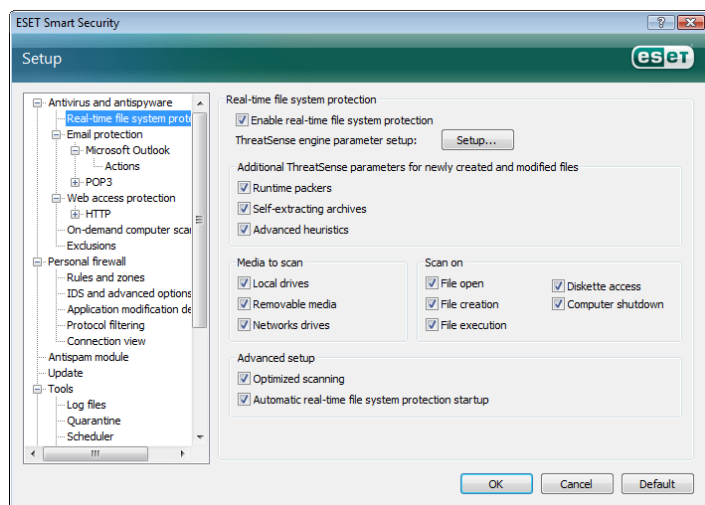 ESET Smart Security
Setup
eseT
Antivirus and antispyware
Real-time file system prote
Email protection
Microsoft Outlook
Actions
POP3
Web access protection
HTTP
On-demand computer scan
Exclusions
Personal firewall
Rules and zones
IDS and advanced options
Application modification de
Protocol filtering
Connection view
Antispam module
Update
Tools
Log files
Quarantine
Scheduler
Real-time file system protection
Enable real-time file system protection
ThreatSense engine parameter setup: Setup...
Additional ThreatSense parameters for newly created and modified files
Runtime packers
Self-extracting archives
Advanced heuristics
Media to scan
Local drives
Removable media
Networks drives
Scan on
File open
File creation
File execution
Diskette access
Computer shutdown
Advanced setup
Optimized scanning
Automatic real-time file system protection startup
OK Cancel Default